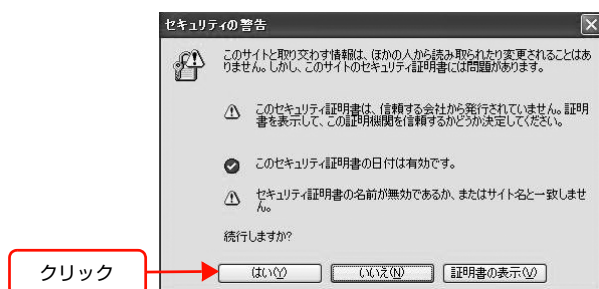 セキュリティの警告
このサイトと取り交わす情報は、ほかの人から読み取られたり変更されることはあ
りません。しかし、このサイトのセキュリティ証明書には問題があります。
このセキュリティ証明書は、信頼する会社から発行されていません。証明
書を表示して、この証明機関を信頼するかどうか決定してください。
このセキュリティ証明書の日付は有効です。
セキュリティ証明書の名前が無効であるか、またはサイト名と一致しませ
ん。
続行しますか?
クリック
はい(Y) いいえ(N) 証明書の表示(V)